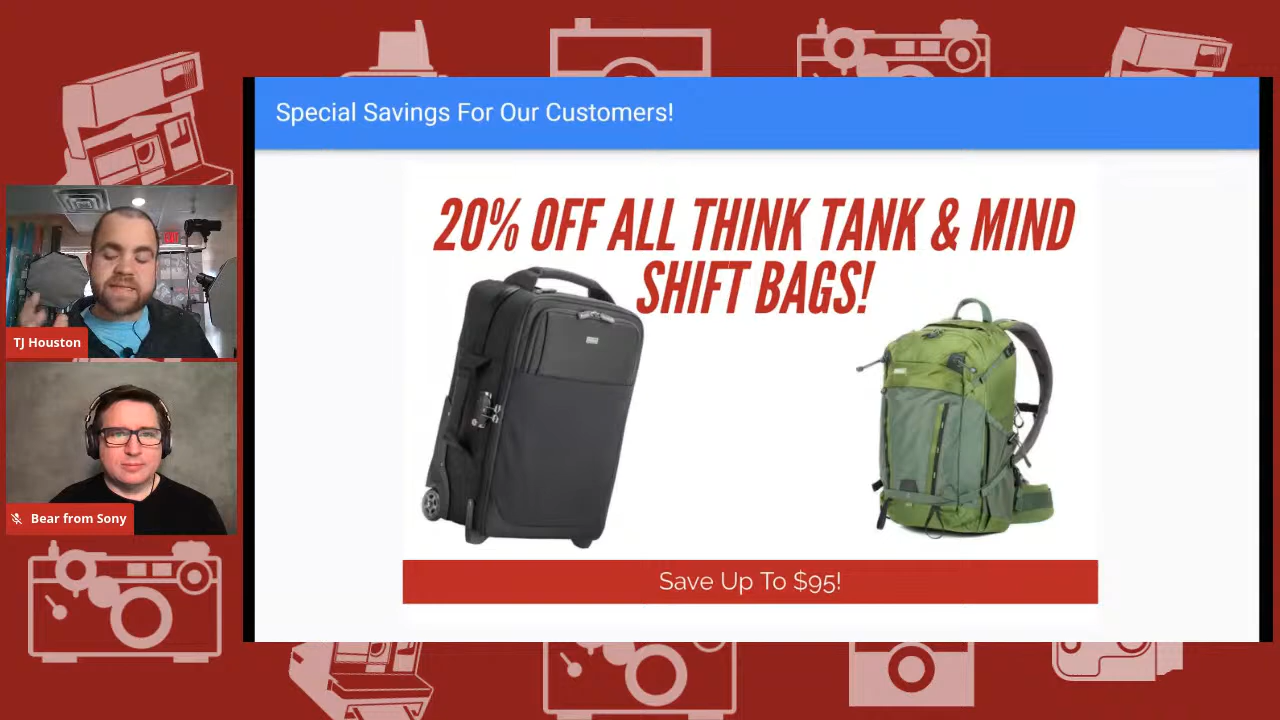 Special Savings For Our Customers!
20% OFF ALL THINK TANK & MIND
SHIFT BAGS!
Save Up To $95!
TJ Houston
Bear from Sony